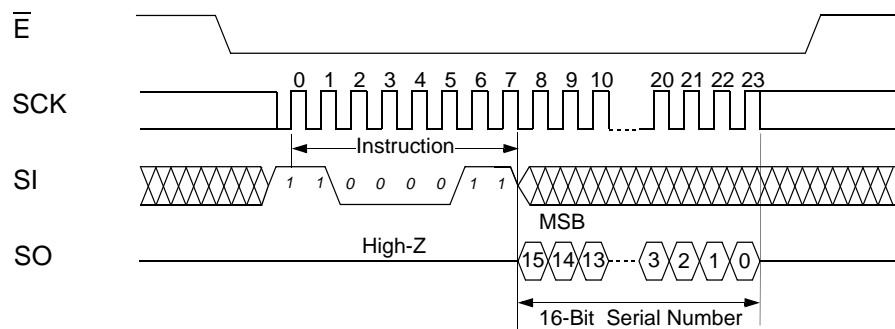 E
SCK 0 1 2 3 4 5 6 7 8 9 10 20 21 22 23
Instruction
SI 1 1 0 0 0 0 1 1
MSB
High-Z
SO 15 14 13 3 2 1 0
16-Bit Serial Number